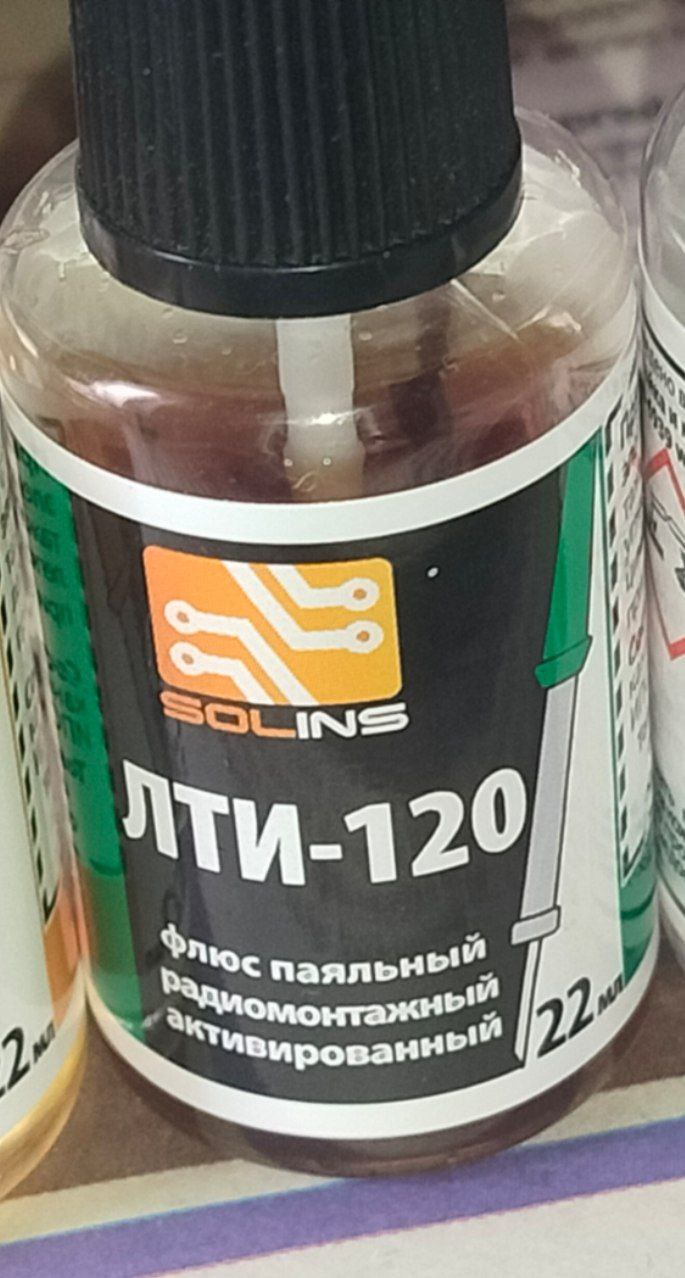 SOLINS
ЛТИ-120
флюс паяльный
радиомонтажный
активированный
22 мл